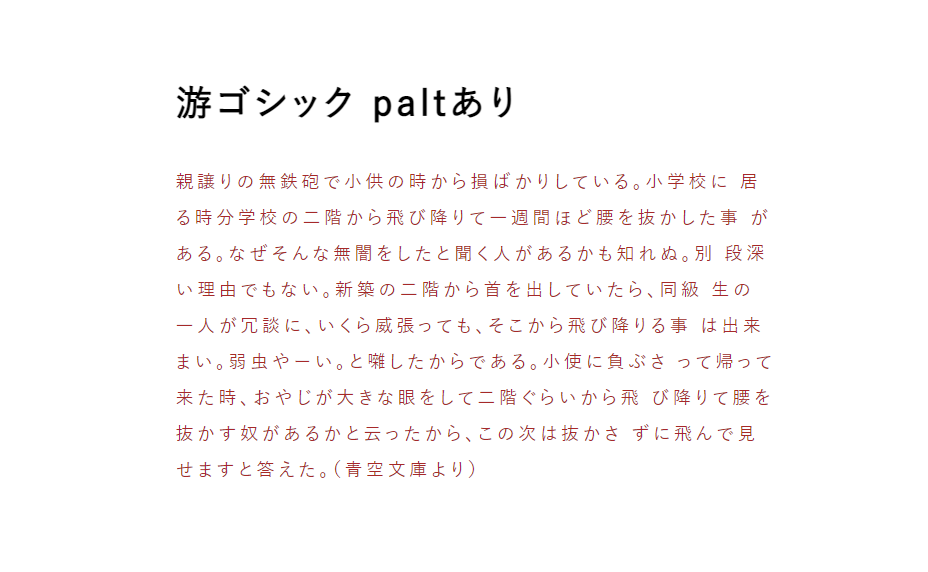 游ゴシック paltあり
親譲りの無鉄砲で小供の時から損ばかりしている。小学校に 居
る時分学校の二階から飛び降りて一週間ほど腰を抜かした事 が
ある。なぜそんな無闇をしたと聞く人があるかも知れぬ。別 段深
い理由でもない。新築の二階から首を出していたら、同級 生の
一人が冗談に、いくら威張っても、そこから飛び降りる事 は出来
まい。弱虫やーい。と囃したからである。小使に負ぶさ って帰って
来た時、おやじが大きな眼をして二階ぐらいから飛 び降りて腰を
抜かす奴があるかと云ったから、この次は抜かさ ずに飛んで見
せますと答えた。（青空文庫より）